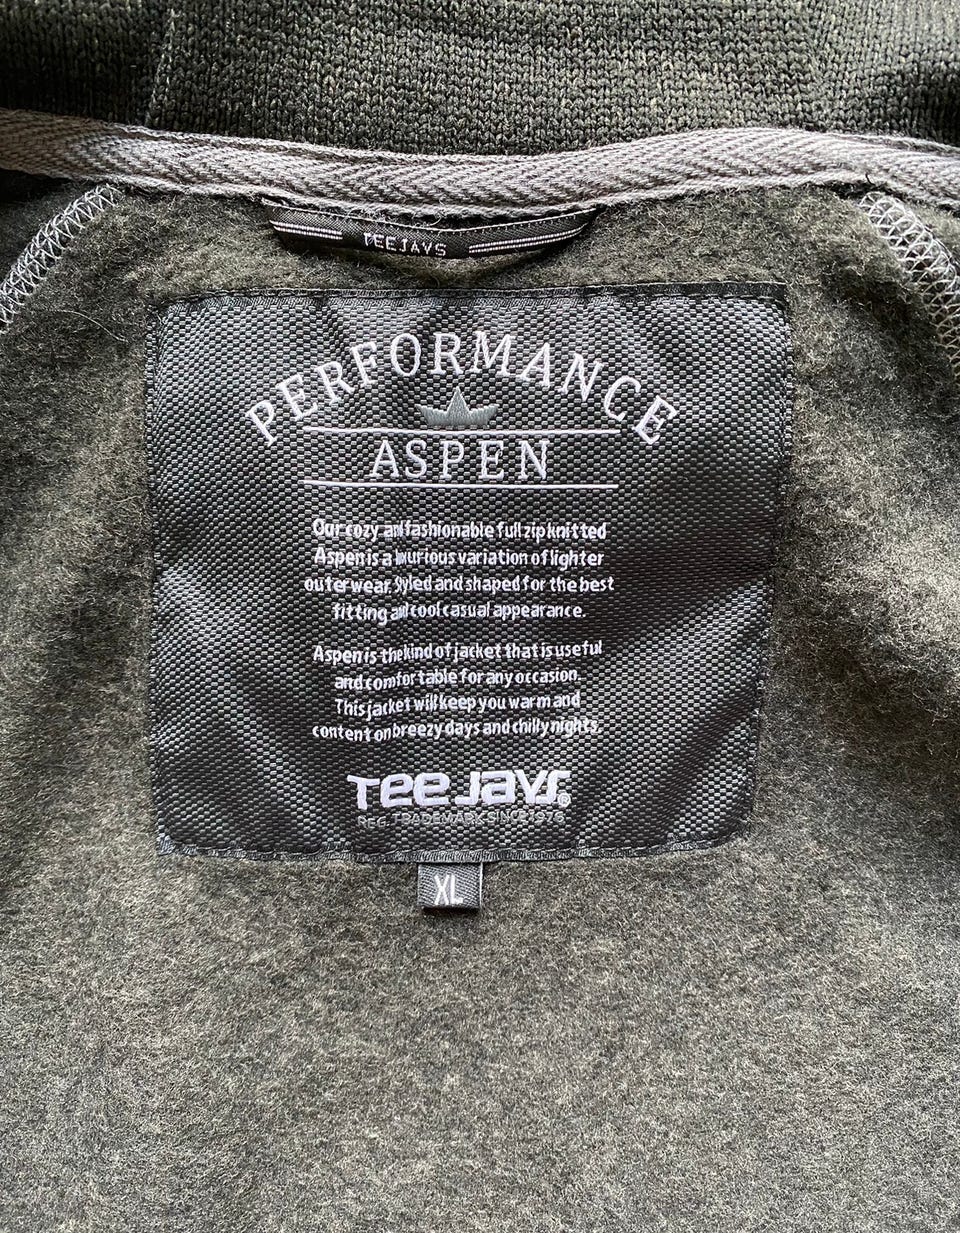 TEEJAYS
PERFORMANCE
ASPEN
Our cozy and fashionable full zip knitted
Aspen is a luxurious variation of lighter
outerwear. Styled and shaped for the best
fitting and cool casual appearance.
Aspen is the kind of jacket that is useful
and comfortable for any occasion.
This jacket will keep you warm and
content on breezy days and chilly nights.
Tee Jays®
REG. TRADEMARK SINCE 1976
XL